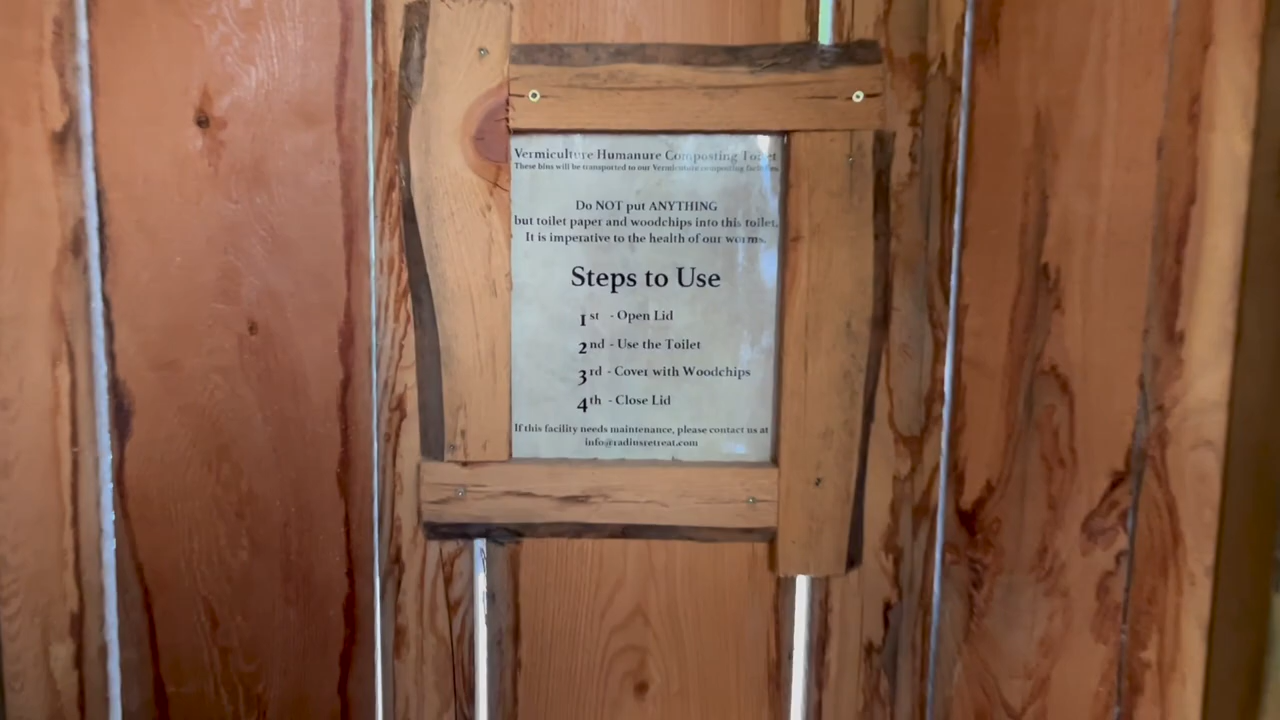 Vermiculture Humanure Composting Toilet
These bins will be transported to our Vermiculture composting facilities.
Do NOT put ANYTHING
but toilet paper and woodchips into this toilet.
It is imperative to the health of our worms.
Steps to Use
1st - Open Lid
2nd - Use the Toilet
3rd - Cover with Woodchips
4th - Close Lid
If this facility needs maintenance, please contact us at
info@radiusretreat.com